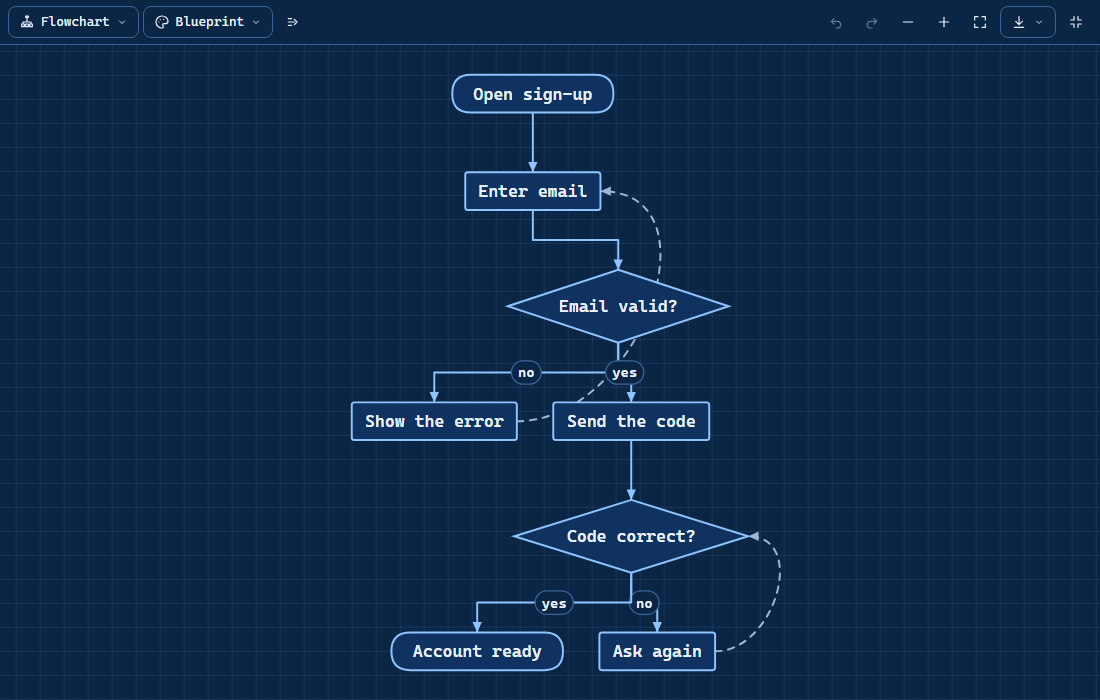 Flowchart
Blueprint
Open sign-up
Enter email
Email valid?
no
yes
Show the error
Send the code
Code correct?
yes
no
Account ready
Ask again